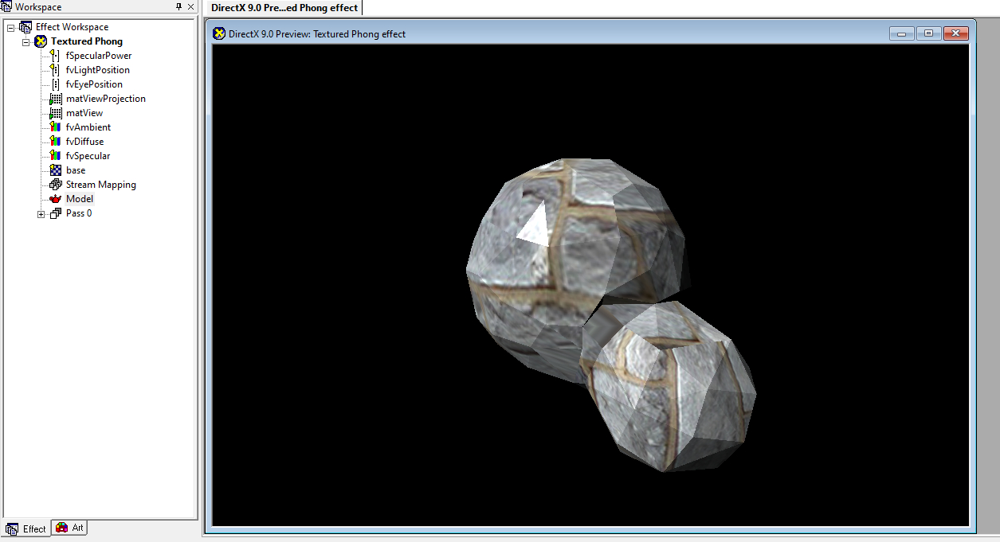 Workspace
Effect Workspace
Textured Phong
fSpecularPower
fvLightPosition
fvEyePosition
matViewProjection
matView
fvAmbient
fvDiffuse
fvSpecular
base
Stream Mapping
Model
Pass 0
Effect
Art
DirectX 9.0 Pre...ed Phong effect
DirectX 9.0 Preview: Textured Phong effect